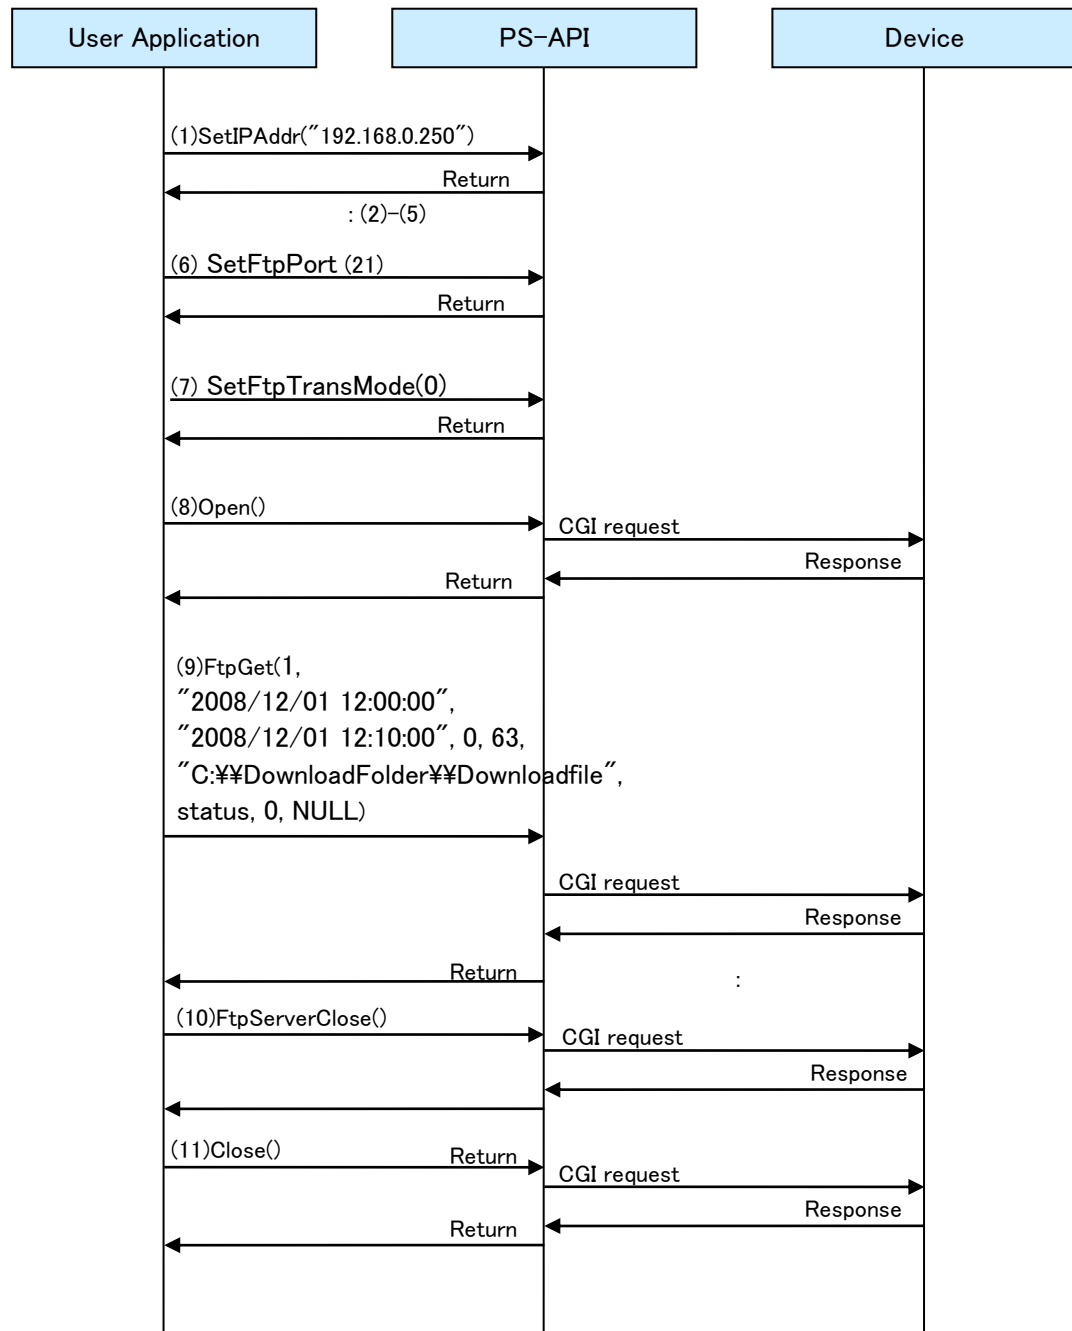 User Application
PS-API
Device
(1)SetIPAddr("192.168.0.250")
Return
: (2)-(5)
(6) SetFtpPort (21)
Return
(7) SetFtpTransMode(0)
Return
(8)Open()
CGI request
Response
Return
(9)FtpGet(1,
"2008/12/01 12:00:00",
"2008/12/01 12:10:00", 0, 63,
"C:¥¥DownloadFolder¥¥Downloadfile",
status, 0, NULL)
CGI request
Response
Return
:
(10)FtpServerClose()
CGI request
Response
(11)Close()
Return
CGI request
Response
Return